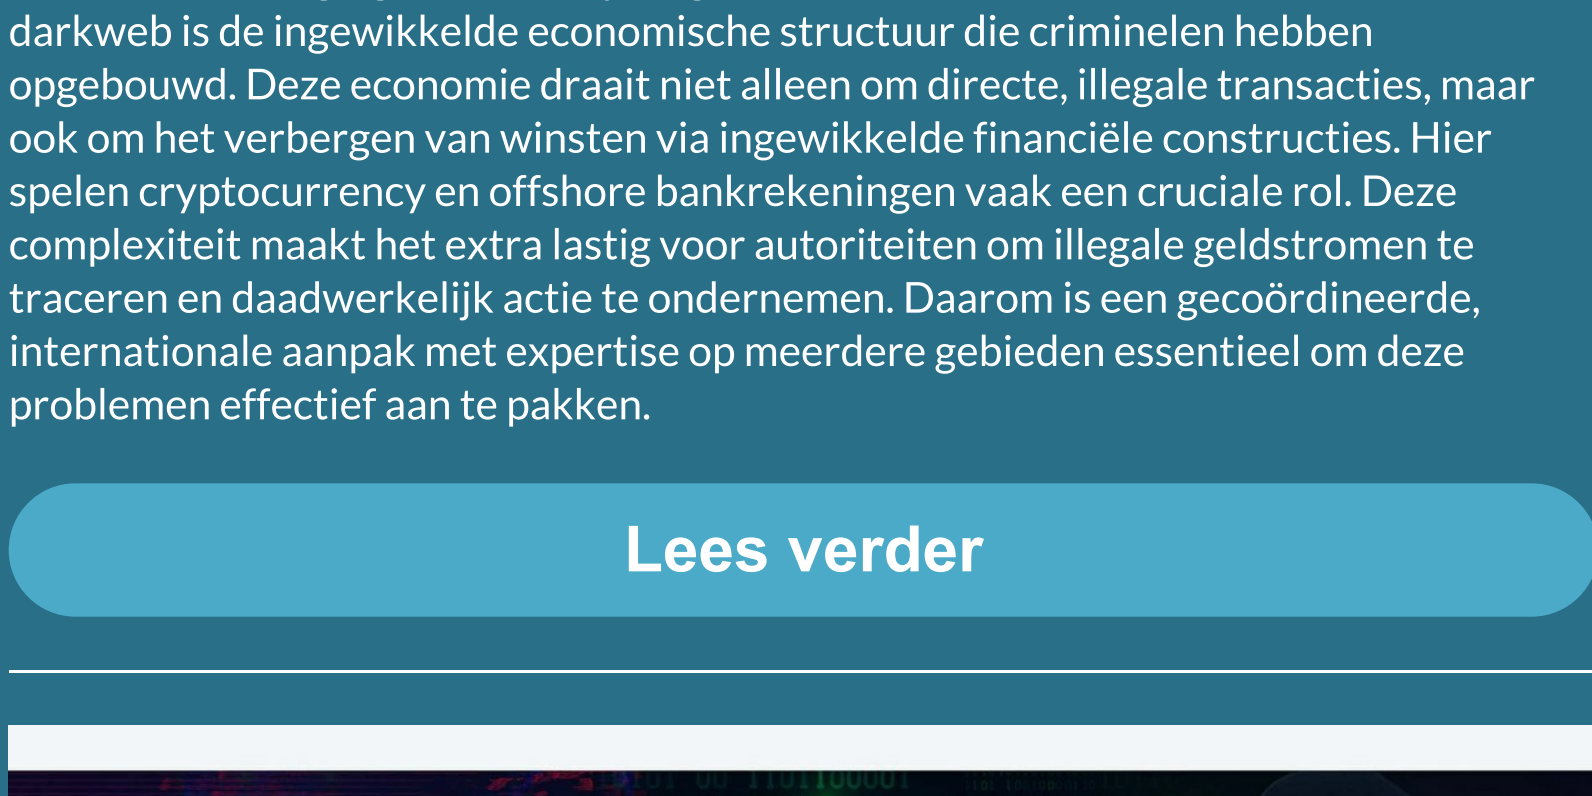 darkweb is de ingewikkelde economische structuur die criminelen hebben
opgebouwd. Deze economie draait niet alleen om directe, illegale transacties, maar
ook om het verbergen van winsten via ingewikkelde financiële constructies. Hier
spelen cryptocurrency en offshore bankrekeningen vaak een cruciale rol. Deze
complexiteit maakt het extra lastig voor autoriteiten om illegale geldstromen te
traceren en daadwerkelijk actie te ondernemen. Daarom is een gecoördineerde,
internationale aanpak met expertise op meerdere gebieden essentieel om deze
problemen effectief aan te pakken.
Lees verder